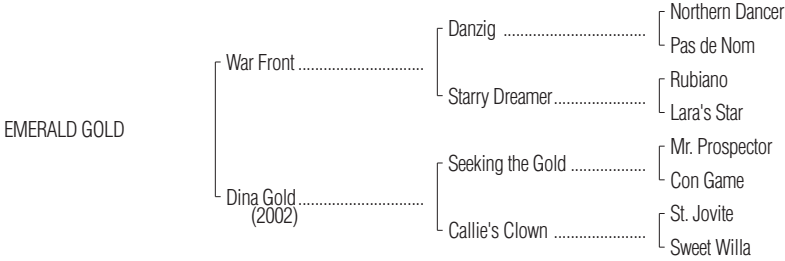 Northern Dancer
Danzig ................................
Pas de Nom
War Front ............................
Rubiano
Starry Dreamer.....................
Lara's Star
EMERALD GOLD
Mr. Prospector
Seeking the Gold .................
Con Game
Dina Gold ............................
(2002)
St. Jovite
Callie's Clown .....................
Sweet Willa